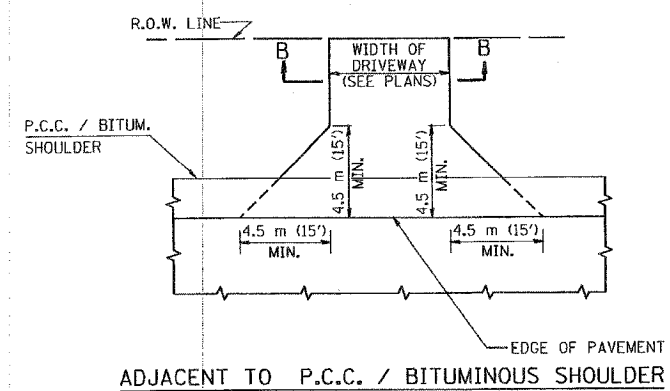 R.O.W. LINE
B
WIDTH OF
DRIVEWAY
(SEE PLANS)
B
P.C.C. / BITUM.
SHOULDER
4.5 m (15')
MIN.
4.5 m (15')
MIN.
4.5 m (15')
MIN.
4.5 m (15')
MIN.
EDGE OF PAVEMENT
ADJACENT TO P.C.C. / BITUMINOUS SHOULDER